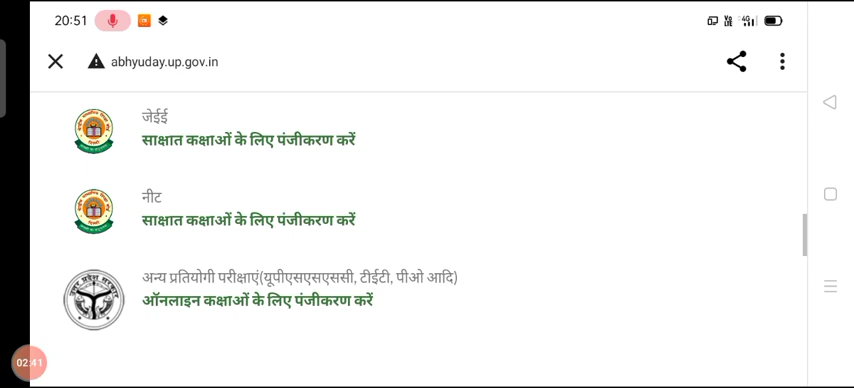 20:51
abhyuday.up.gov.in
जेईई
साक्षात कक्षाओं के लिए पंजीकरण करें
नीट
साक्षात कक्षाओं के लिए पंजीकरण करें
अन्य प्रतियोगी परीक्षाएं(यूपीएसएसएससी, टीईटी, पीओ आदि)
ऑनलाइन कक्षाओं के लिए पंजीकरण करें
02:41